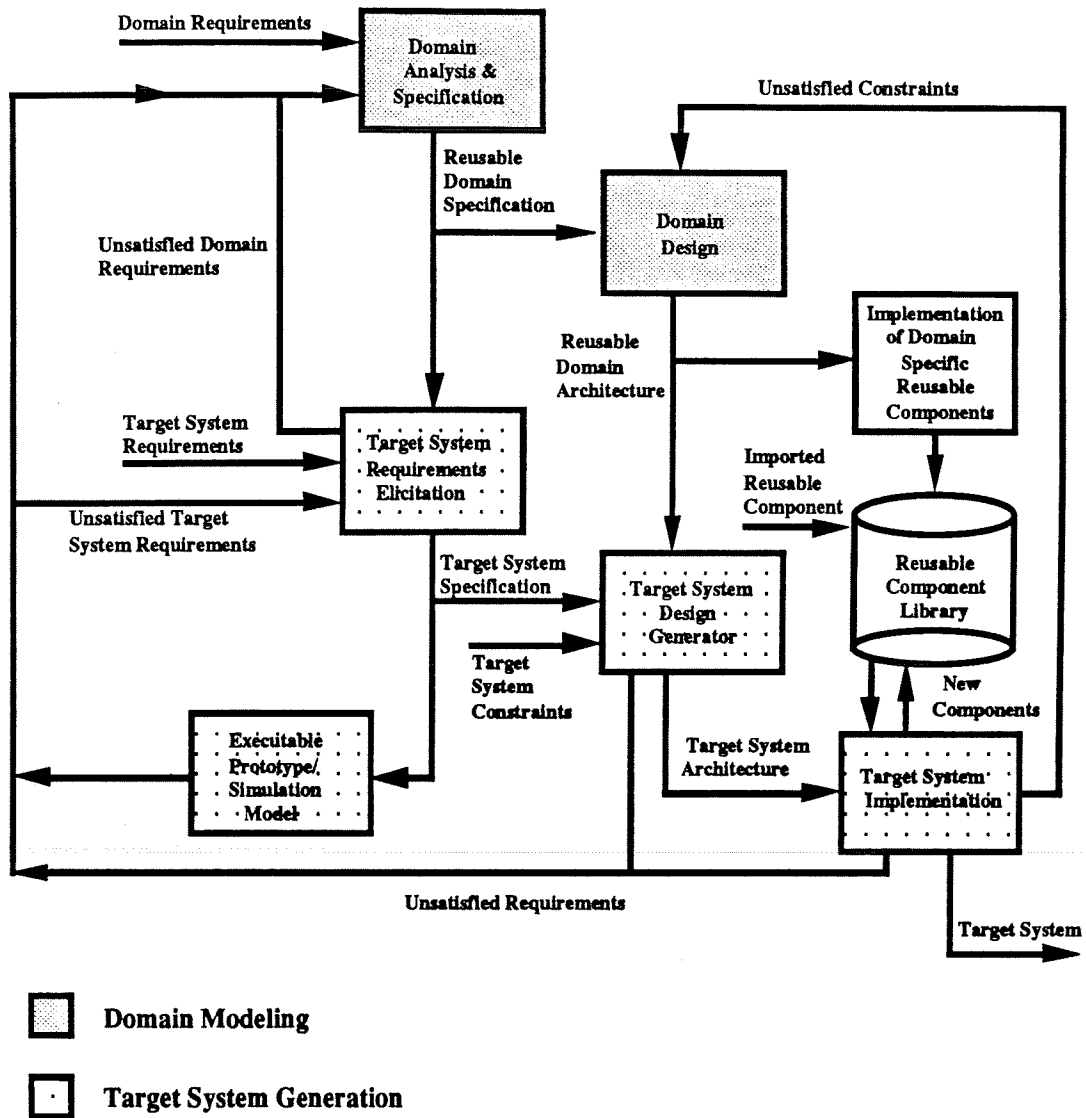 Domain Requirements
Domain
Analysis &
Specification
Unsatisfied Constraints
Reusable
Domain
Specification
Domain
Design
Unsatisfied Domain
Requirements
Implementation
of Domain
Specific
Reusable
Components
Reusable
Domain
Architecture
Target System
Requirements
Target System
Requirements
Elicitation
Imported
Reusable
Component
Unsatisfied Target
System Requirements
Reusable
Component
Library
Target System
Specification
Target System
Design
Generator
Target
System
Constraints
New
Components
Executable
Prototype/
Simulation
Model
Target System
Architecture
Target System
Implementation
Unsatisfied Requirements
Target System
Domain Modeling
Target System Generation